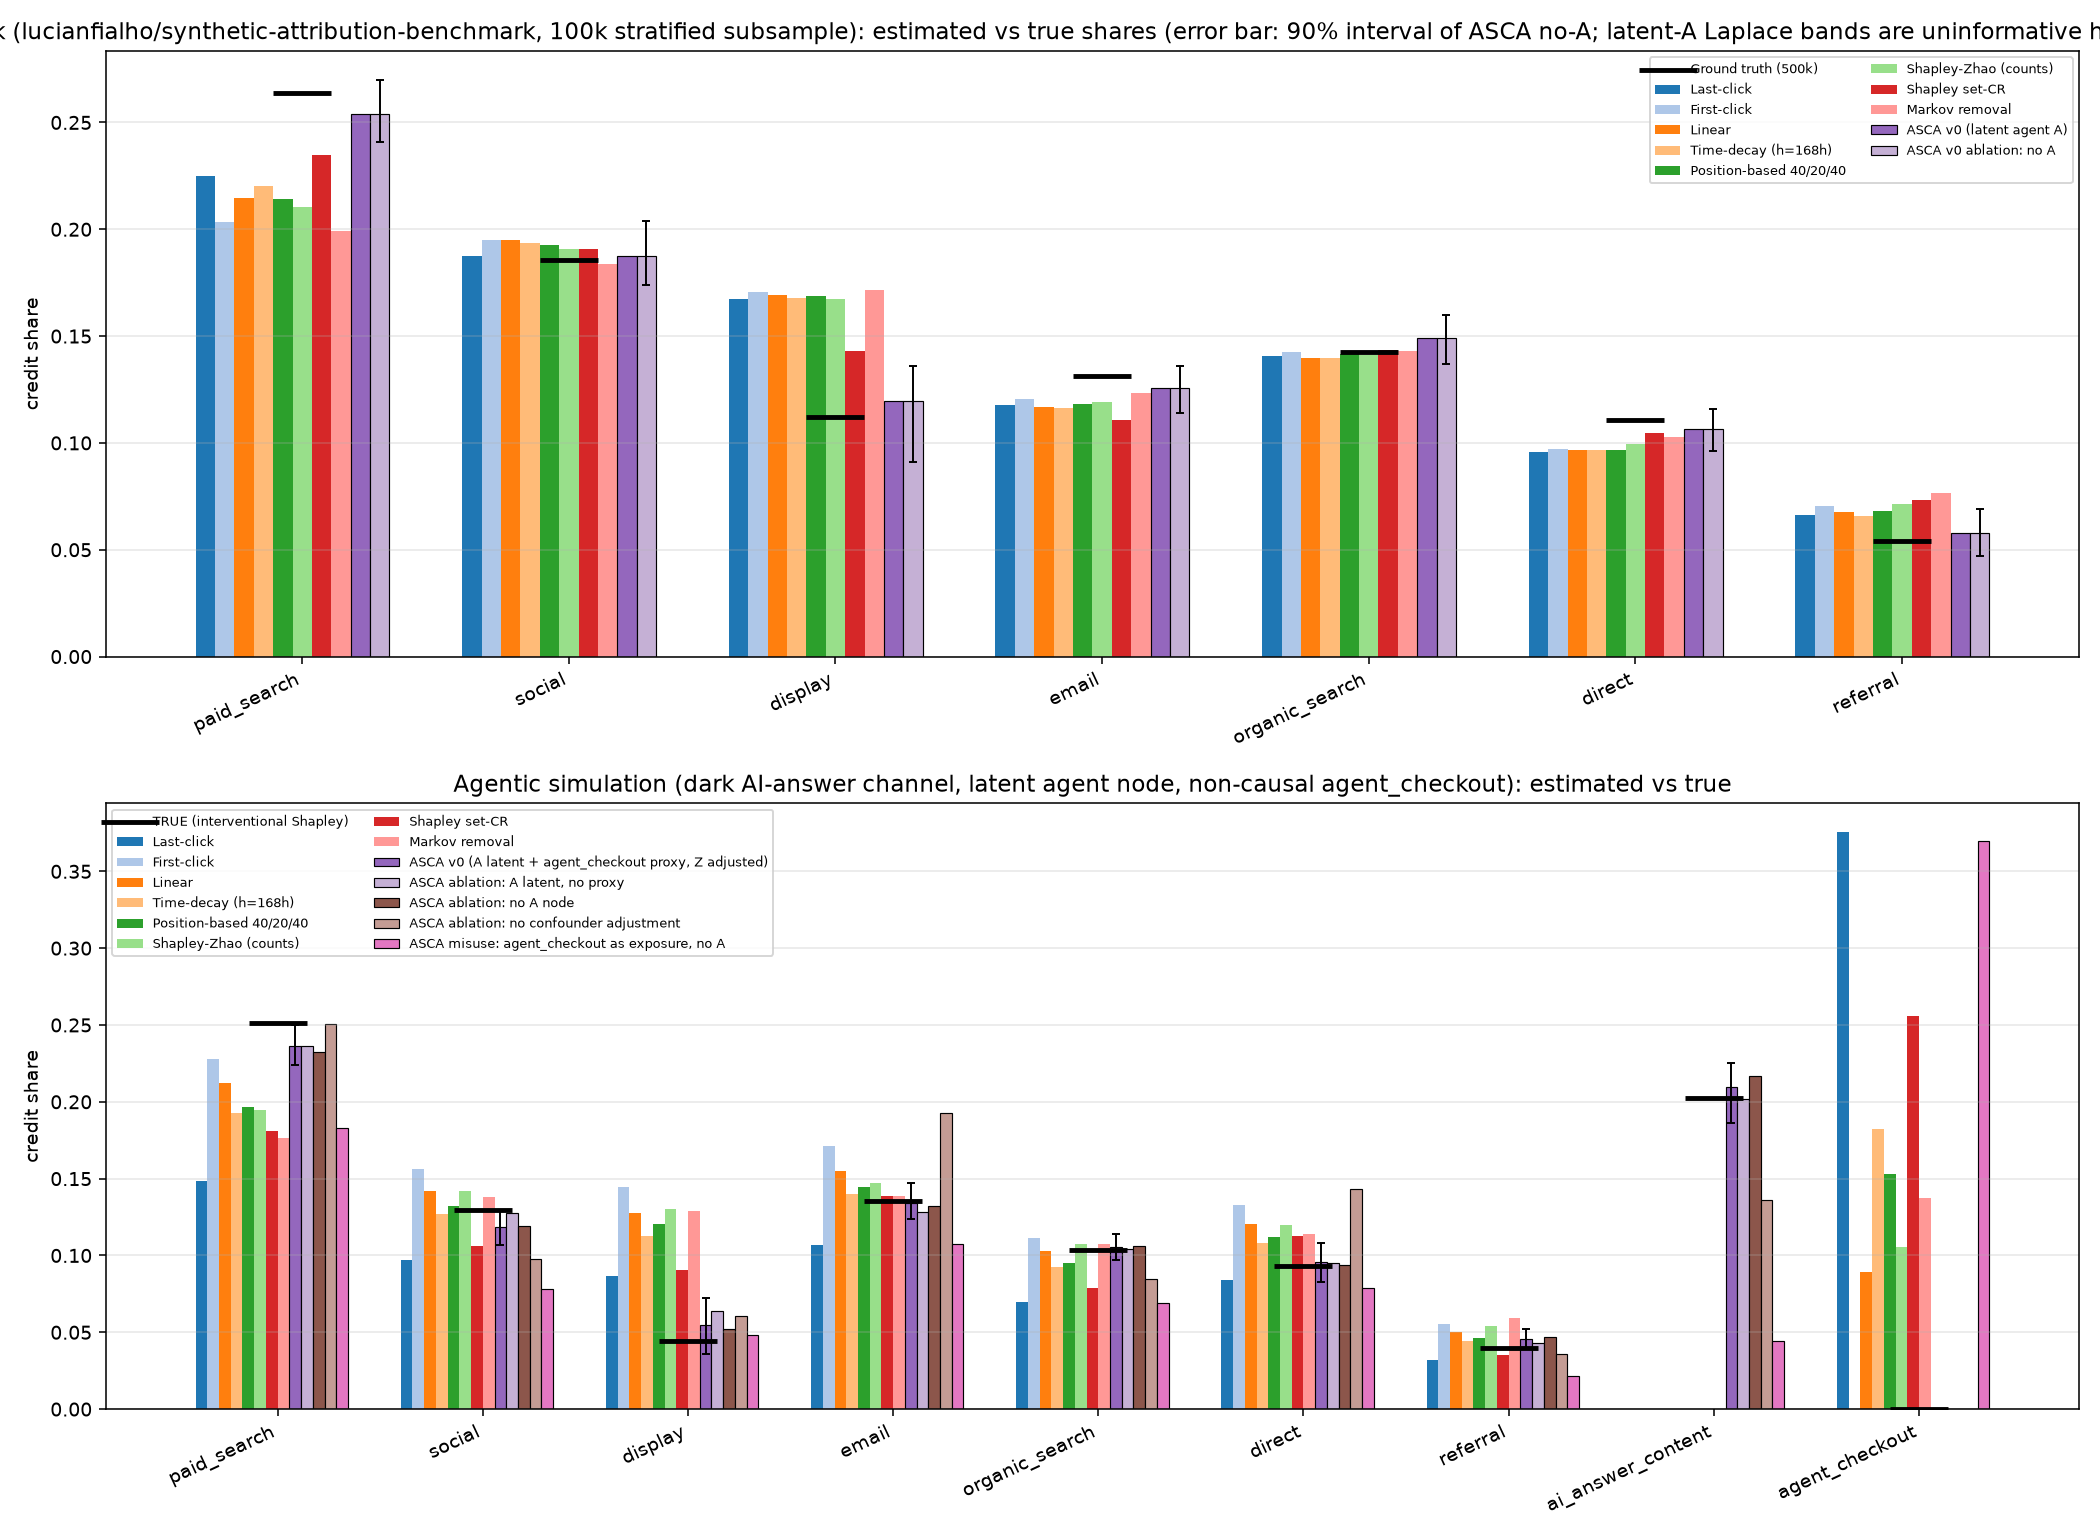 k (lucianfialho/synthetic-attribution-benchmark, 100k stratified subsample): estimated vs true shares (error bar: 90% interval of ASCA no-A; latent-A Laplace bands are uninformative h
Ground truth (500k)
Last-click
First-click
Linear
Time-decay (h=168h)
Position-based 40/20/40
Shapley-Zhao (counts)
Shapley set-CR
Markov removal
ASCA v0 (latent agent A)
ASCA v0 ablation: no A
credit share
0.25
0.20
0.15
0.10
0.05
0.00
paid_search
social
display
email
organic_search
direct
referral
Agentic simulation (dark AI-answer channel, latent agent node, non-causal agent_checkout): estimated vs true
TRUE (interventional Shapley)
Last-click
First-click
Linear
Time-decay (h=168h)
Position-based 40/20/40
Shapley-Zhao (counts)
Shapley set-CR
Markov removal
ASCA v0 (A latent + agent_checkout proxy, Z adjusted)
ASCA ablation: A latent, no proxy
ASCA ablation: no A node
ASCA ablation: no confounder adjustment
ASCA misuse: agent_checkout as exposure, no A
credit share
0.35
0.30
0.25
0.20
0.15
0.10
0.05
0.00
paid_search
social
display
email
organic_search
direct
referral
ai_answer_content
agent_checkout